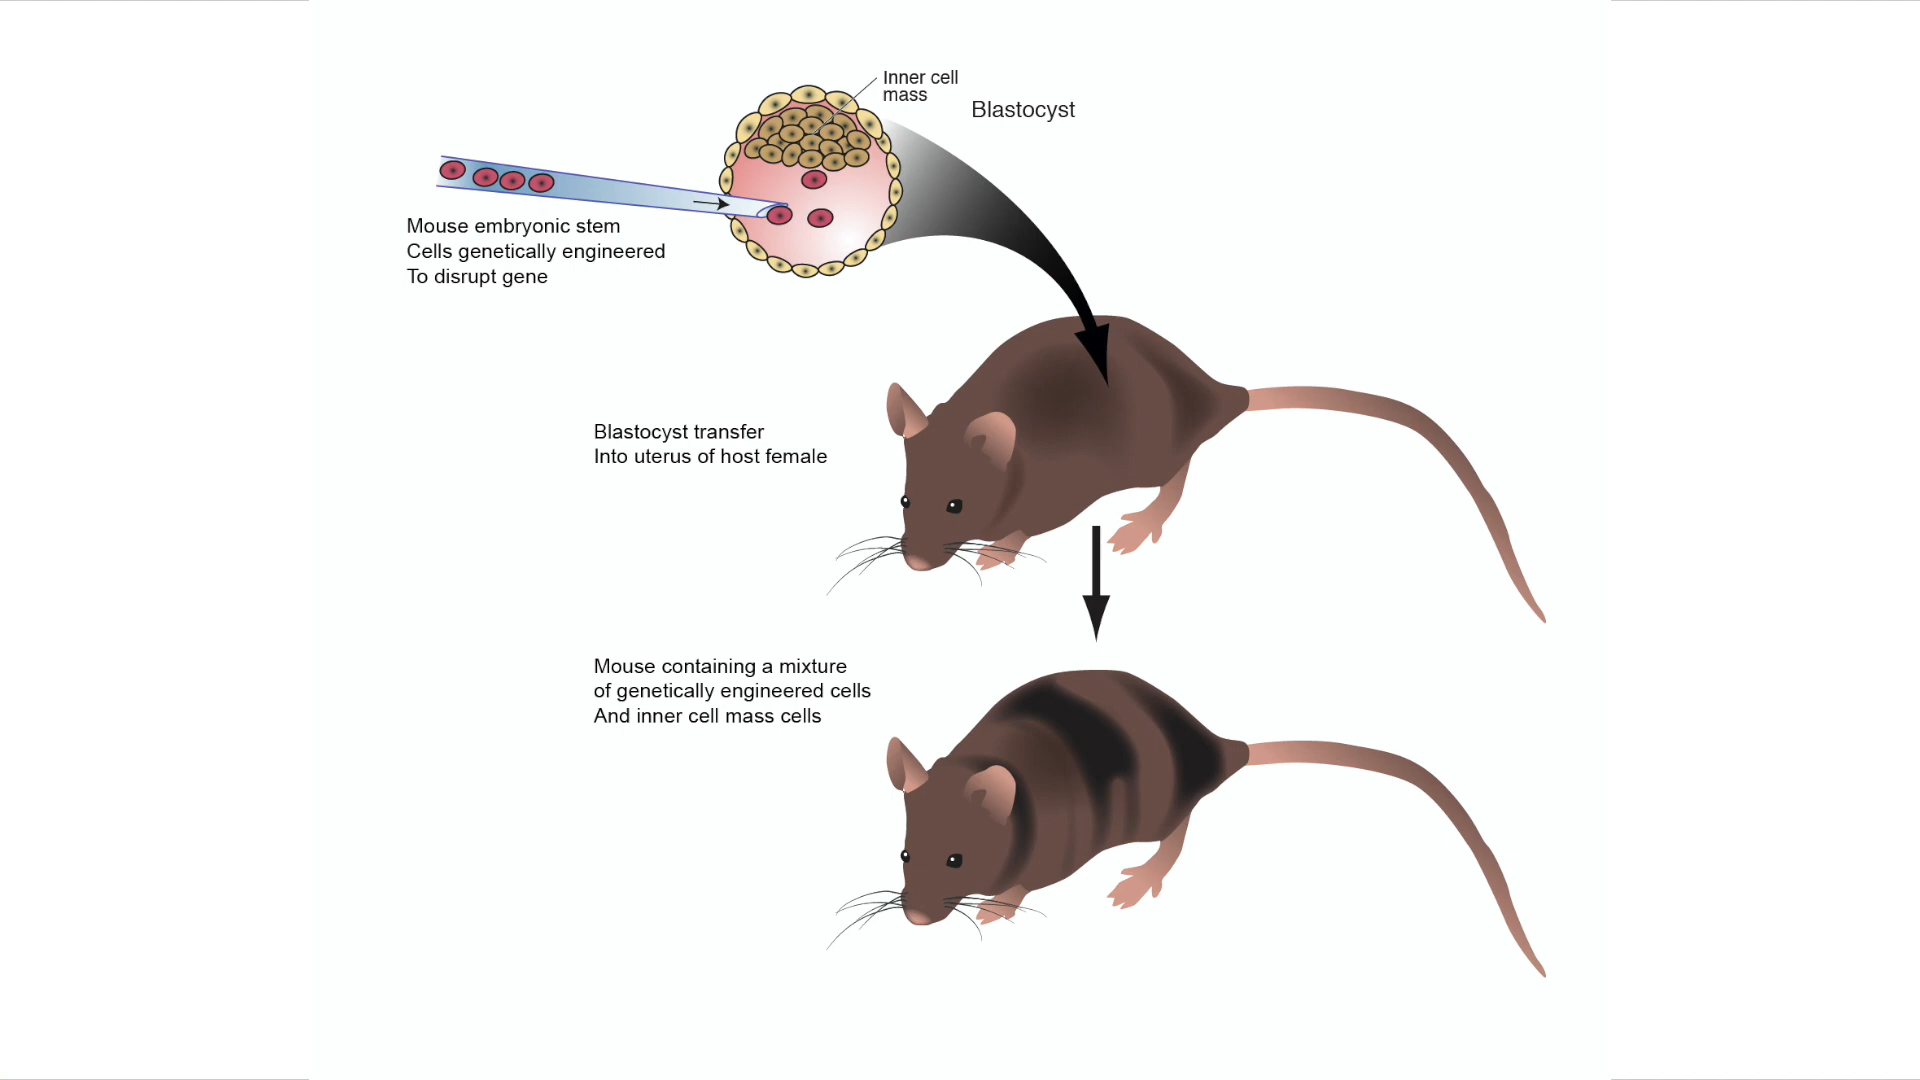 Inner cell
mass
Blastocyst
Mouse embryonic stem
Cells genetically engineered
To disrupt gene
Blastocyst transfer
Into uterus of host female
Mouse containing a mixture
of genetically engineered cells
And inner cell mass cells